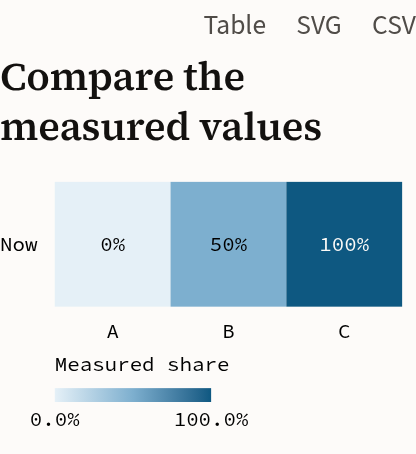 Table SVG CSV
Compare the
measured values
Now 0% 50% 100%
A B C
Measured share
0.0% 100.0%